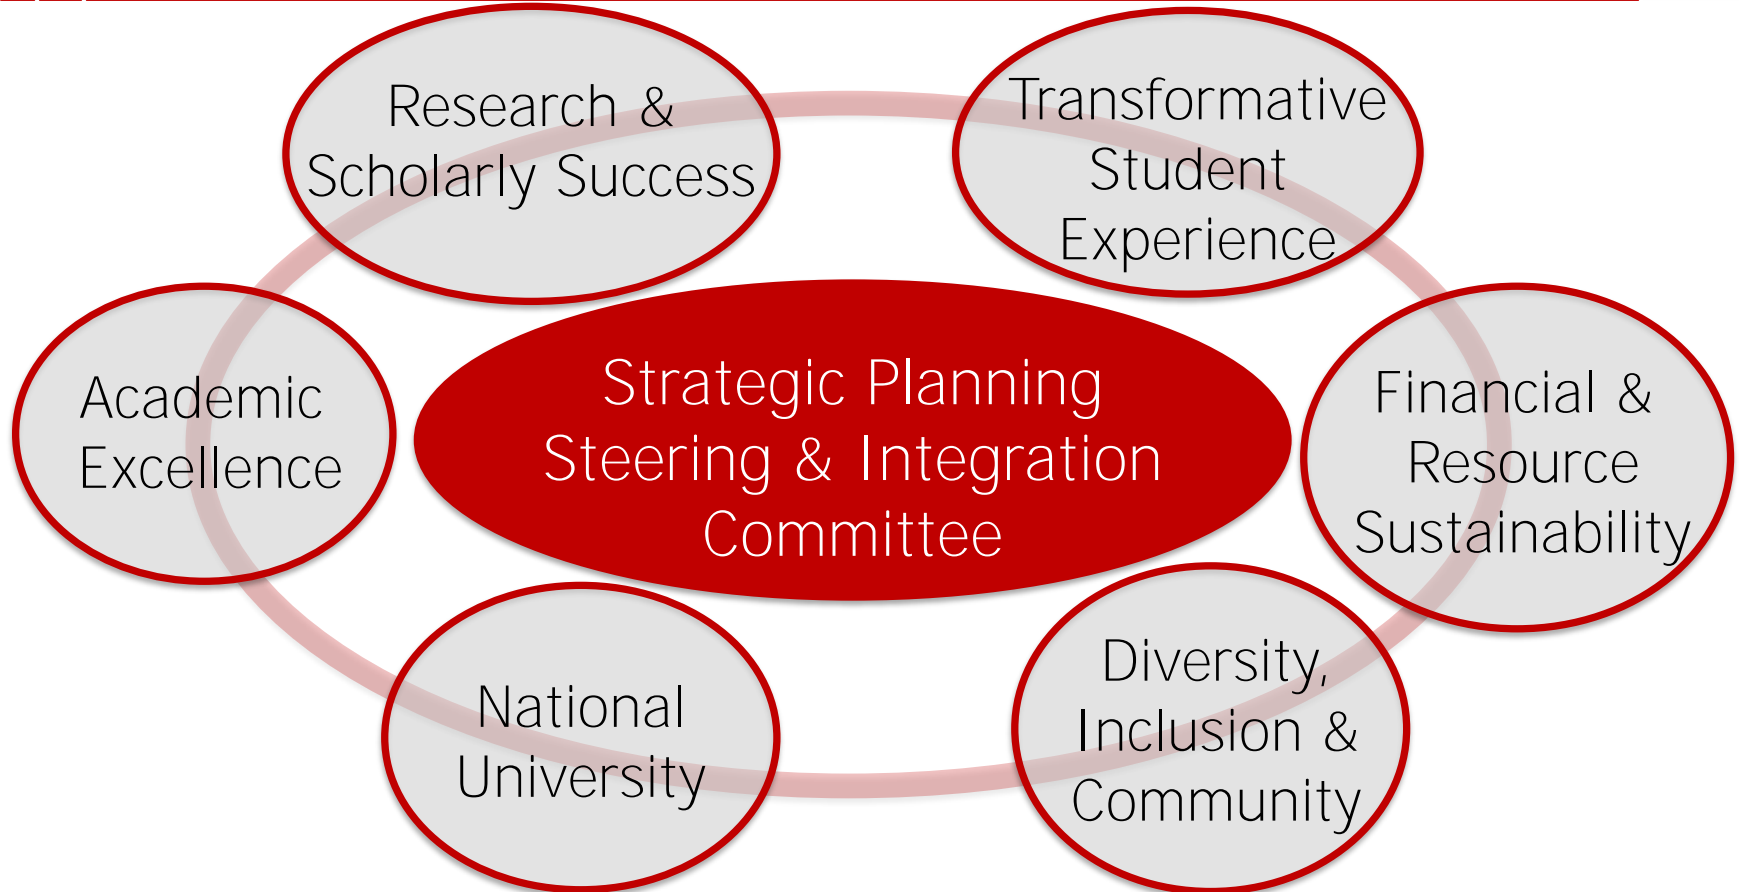 Research &
Scholarly Success
Transformative
Student
Experience
Academic
Excellence
Strategic Planning
Steering & Integration
Committee
Financial &
Resource
Sustainability
National
University
Diversity,
Inclusion &
Community